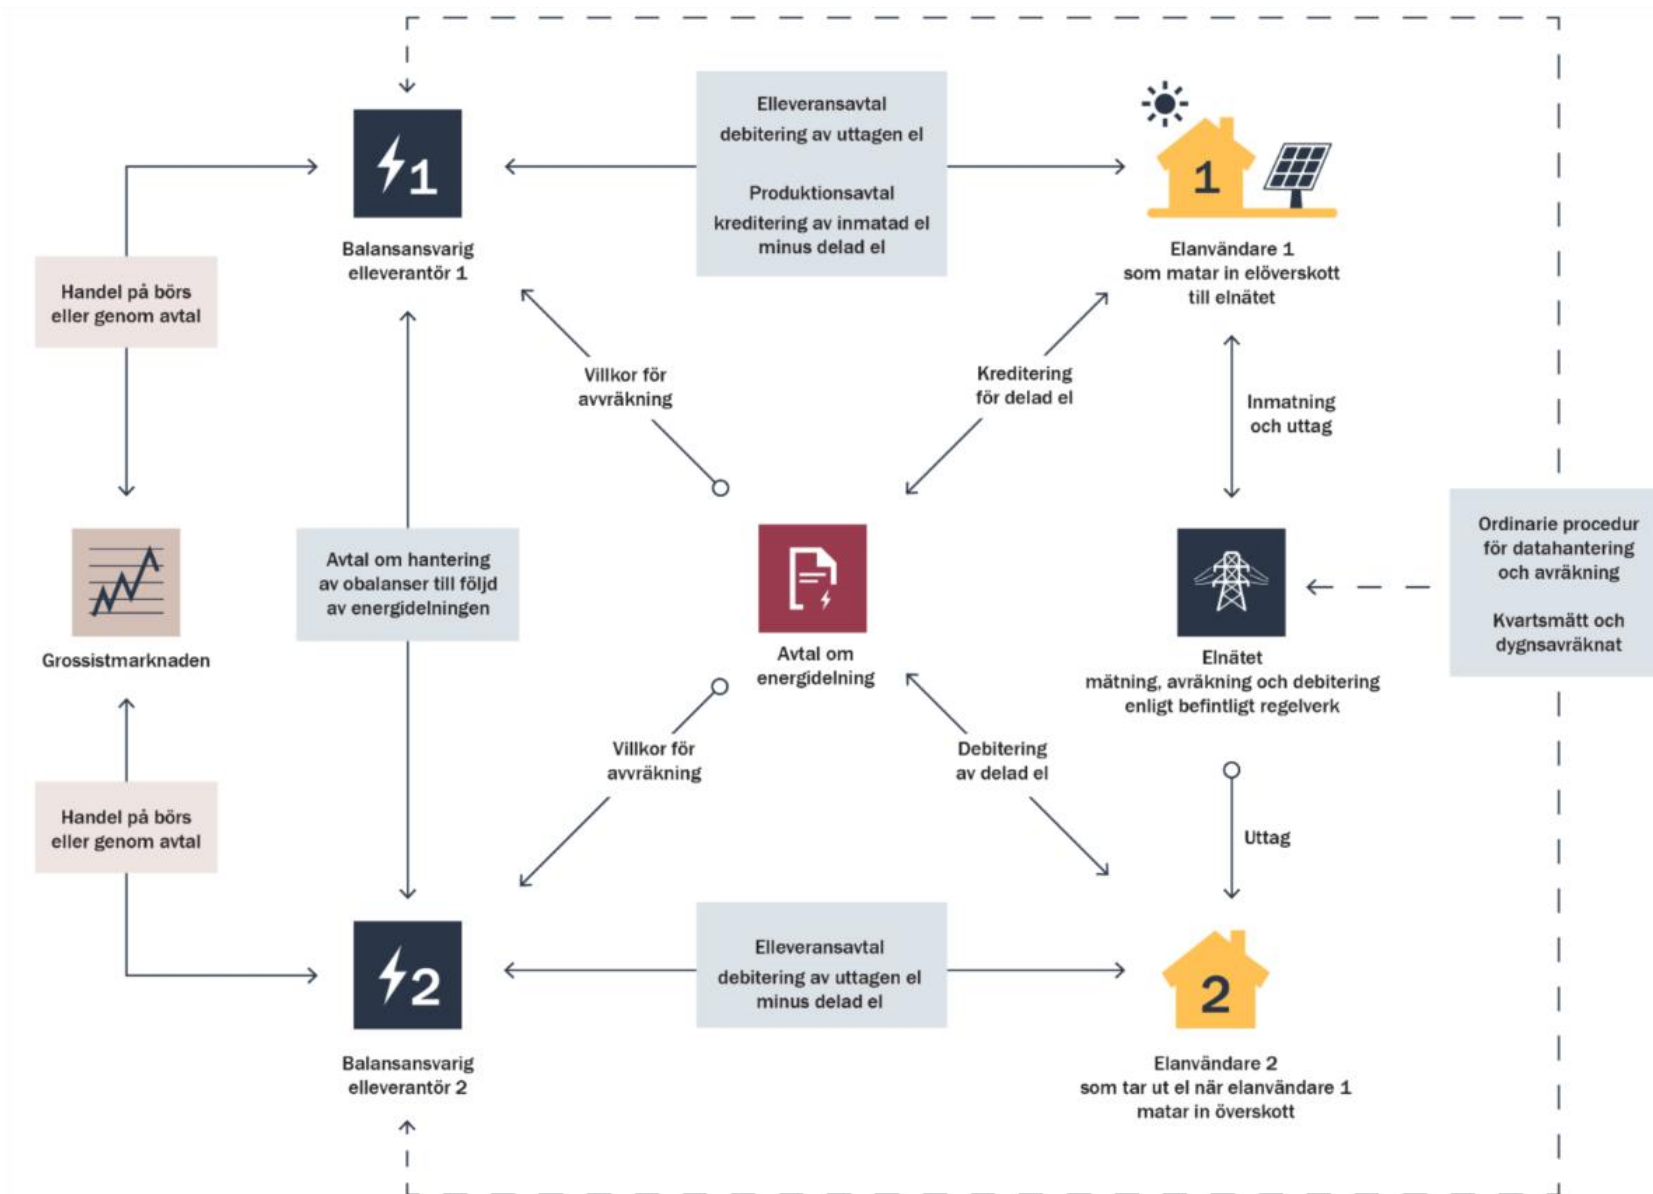 Elleveransavtal
debitering av uttagen el
Produktionsavtal
kreditering av inmatad el
minus delad el
1
Balansansvarig
elleverantör 1
1
Elanvändare 1
som matar in elöverskott
till elnätet
Handel på börs
eller genom avtal
Villkor för
avvräkning
Kreditering
för delad el
Inmatning
och uttag
Grossistmarknaden
Avtal om hantering
av obalanser till följd
av energidelningen
Avtal om
energidelning
Elnätet
mätning, avräkning och debitering
enligt befintligt regelverk
Ordinarie procedur
för datahantering
och avräkning
Kvartsmätt och
dygnsavräknat
Handel på börs
eller genom avtal
Villkor för
avvräkning
Debitering
av delad el
Uttag
2
Balansansvarig
elleverantör 2
Elleveransavtal
debitering av uttagen el
minus delad el
2
Elanvändare 2
som tar ut el när elanvändare 1
matar in överskott